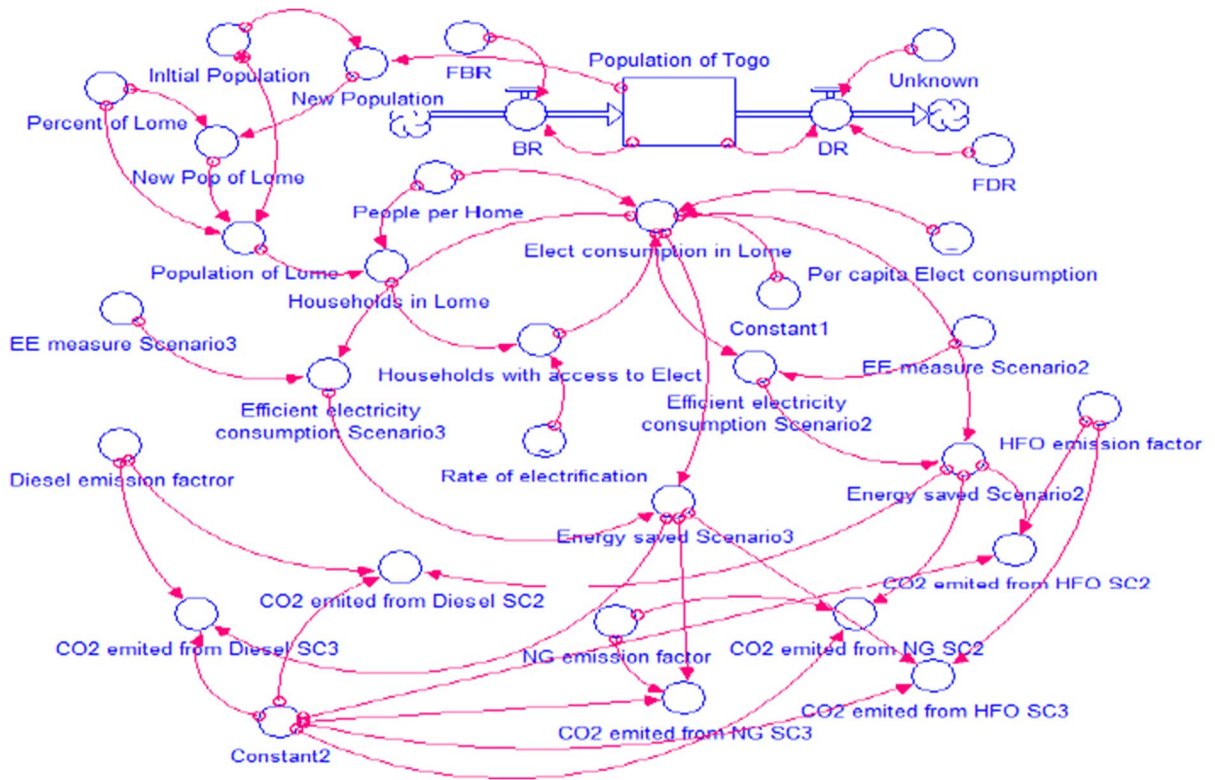 Population of Togo
FBR
Unknown
Initial Population
New Population
Percent of Lome
BR
DR
FDR
New Pop of Lome
People per Home
Elect consumption in Lome
Population of Lome
Per capita Elect consumption
Households in Lome
Constant1
EE measure Scenario3
EE measure Scenario2
Households with access to Elect
Efficient electricity
consumption Scenario3
Efficient electricity
consumption Scenario2
HFO emission factor
Diesel emission factror
Rate of electrification
Energy saved Scenario2
Energy saved Scenario3
CO2 emited from HFO SC2
CO2 emited from Diesel SC2
CO2 emited from Diesel SC3
NG emission factor
CO2 emited from NG SC2
CO2 emited from HFO SC3
CO2 emited from NG SC3
Constant2